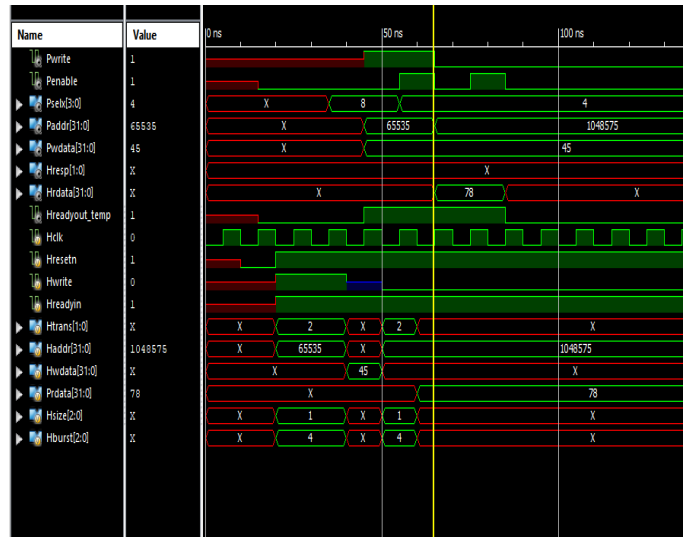 Name Value 0 ns 50 ns 100 ns
Pwrite 1
Penable 1
Pselx[3:0] 4 X 8 4
Paddr[31:0] 65535 X 65535 1048575
Pwdata[31:0] 45 X 45
Hresp[1:0] X X
Hrdata[31:0] X X 78 X
Hreadyout_temp 1
Hclk 0
Hresetn 1
Hwrite 0
Hreadyin 1
Htrans[1:0] X X 2 X 2 X
Haddr[31:0] 1048575 X 65535 X 1048575
Hwdata[31:0] X X 45 X
Prdata[31:0] 78 X 78
Hsize[2:0] X X 1 X 1 X
Hburst[2:0] X X 4 X 4 X